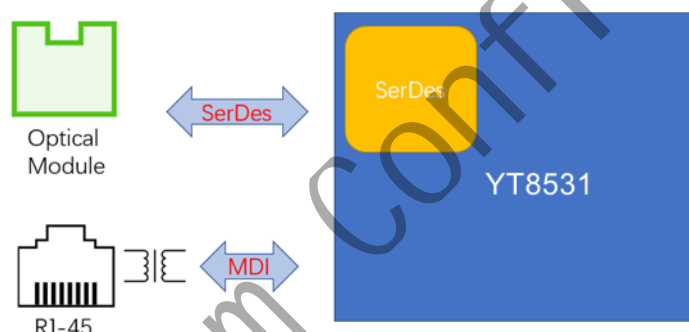 SerDes
SerDes
Optical
Module
YT8531
MDI
RJ-45